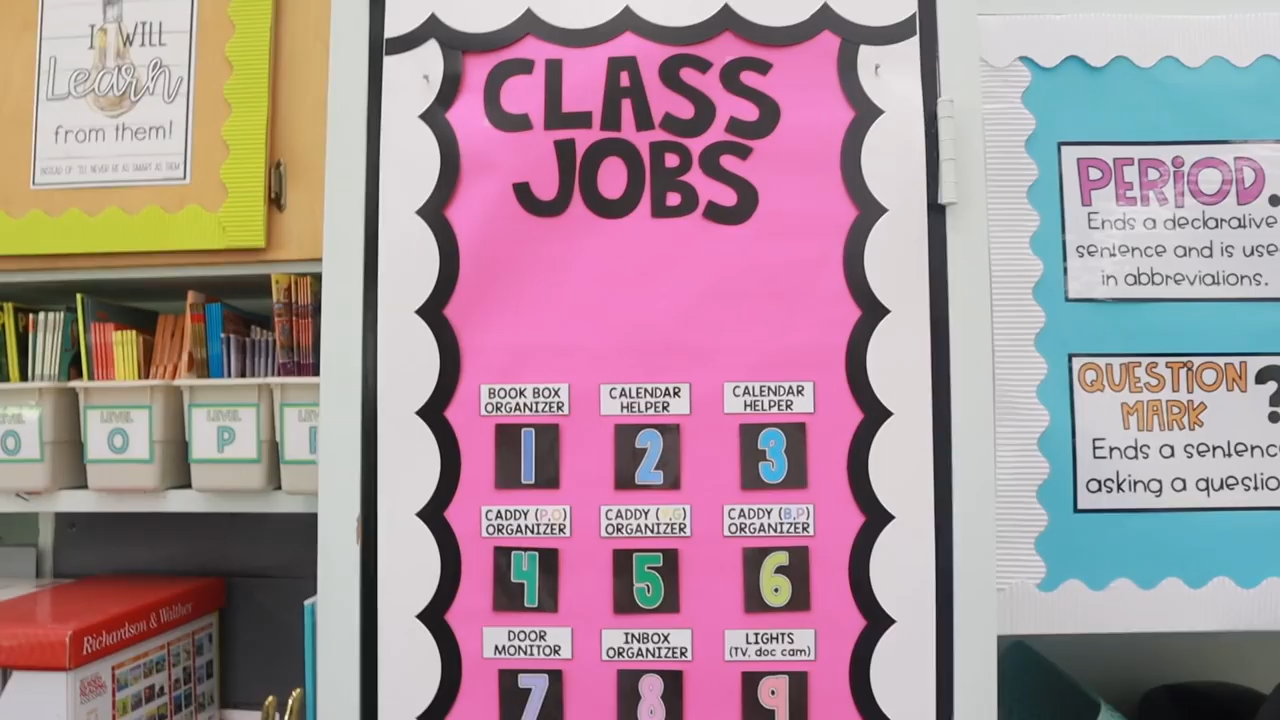 I WILL
Learn
from them!
CLASS
JOBS
PERIOD.
Ends a declarative
sentence and is use
in abbreviations.
QUESTION
MARK
?
Ends a sentenc
asking a questio
BOOK BOX
ORGANIZER
1
CALENDAR
HELPER
2
CALENDAR
HELPER
3
CADDY (P,O)
ORGANIZER
4
CADDY (Y,G)
ORGANIZER
5
CADDY (B,P)
ORGANIZER
6
DOOR
MONITOR
7
INBOX
ORGANIZER
8
LIGHTS
(TV, doc cam)
9
O
LEVEL
O
LEVEL
P
Richardson & Walther